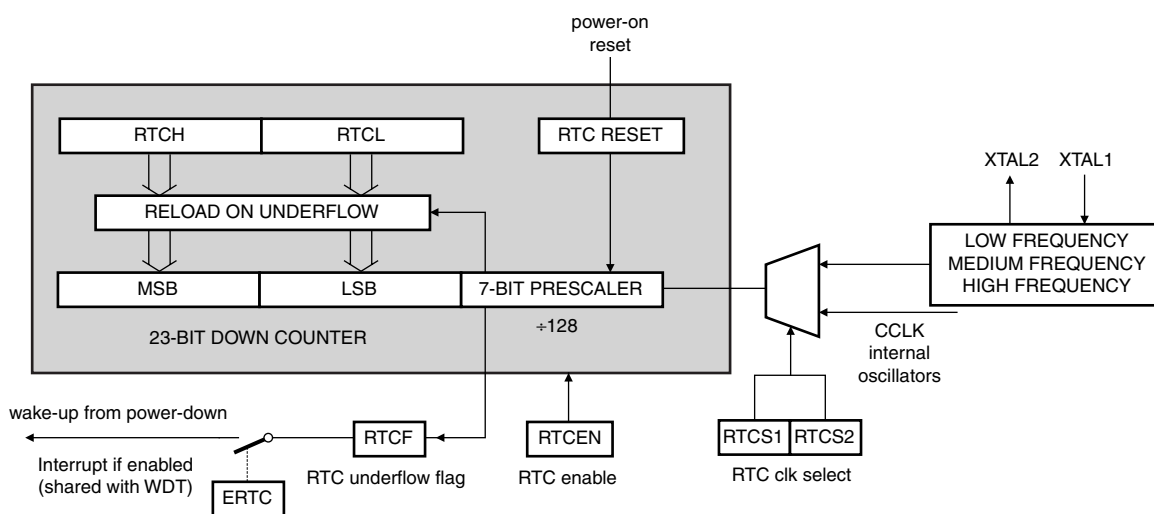 power-on
reset
RTCH
RTCL
RTC RESET
XTAL2
XTAL1
RELOAD ON UNDERFLOW
LOW FREQUENCY
MEDIUM FREQUENCY
HIGH FREQUENCY
MSB
LSB
7-BIT PRESCALER
23-BIT DOWN COUNTER
÷128
CCLK
internal
oscillators
wake-up from power-down
RTCF
RTCEN
RTCS1
RTCS2
Interrupt if enabled
(shared with WDT)
RTC underflow flag
RTC enable
RTC clk select
ERTC